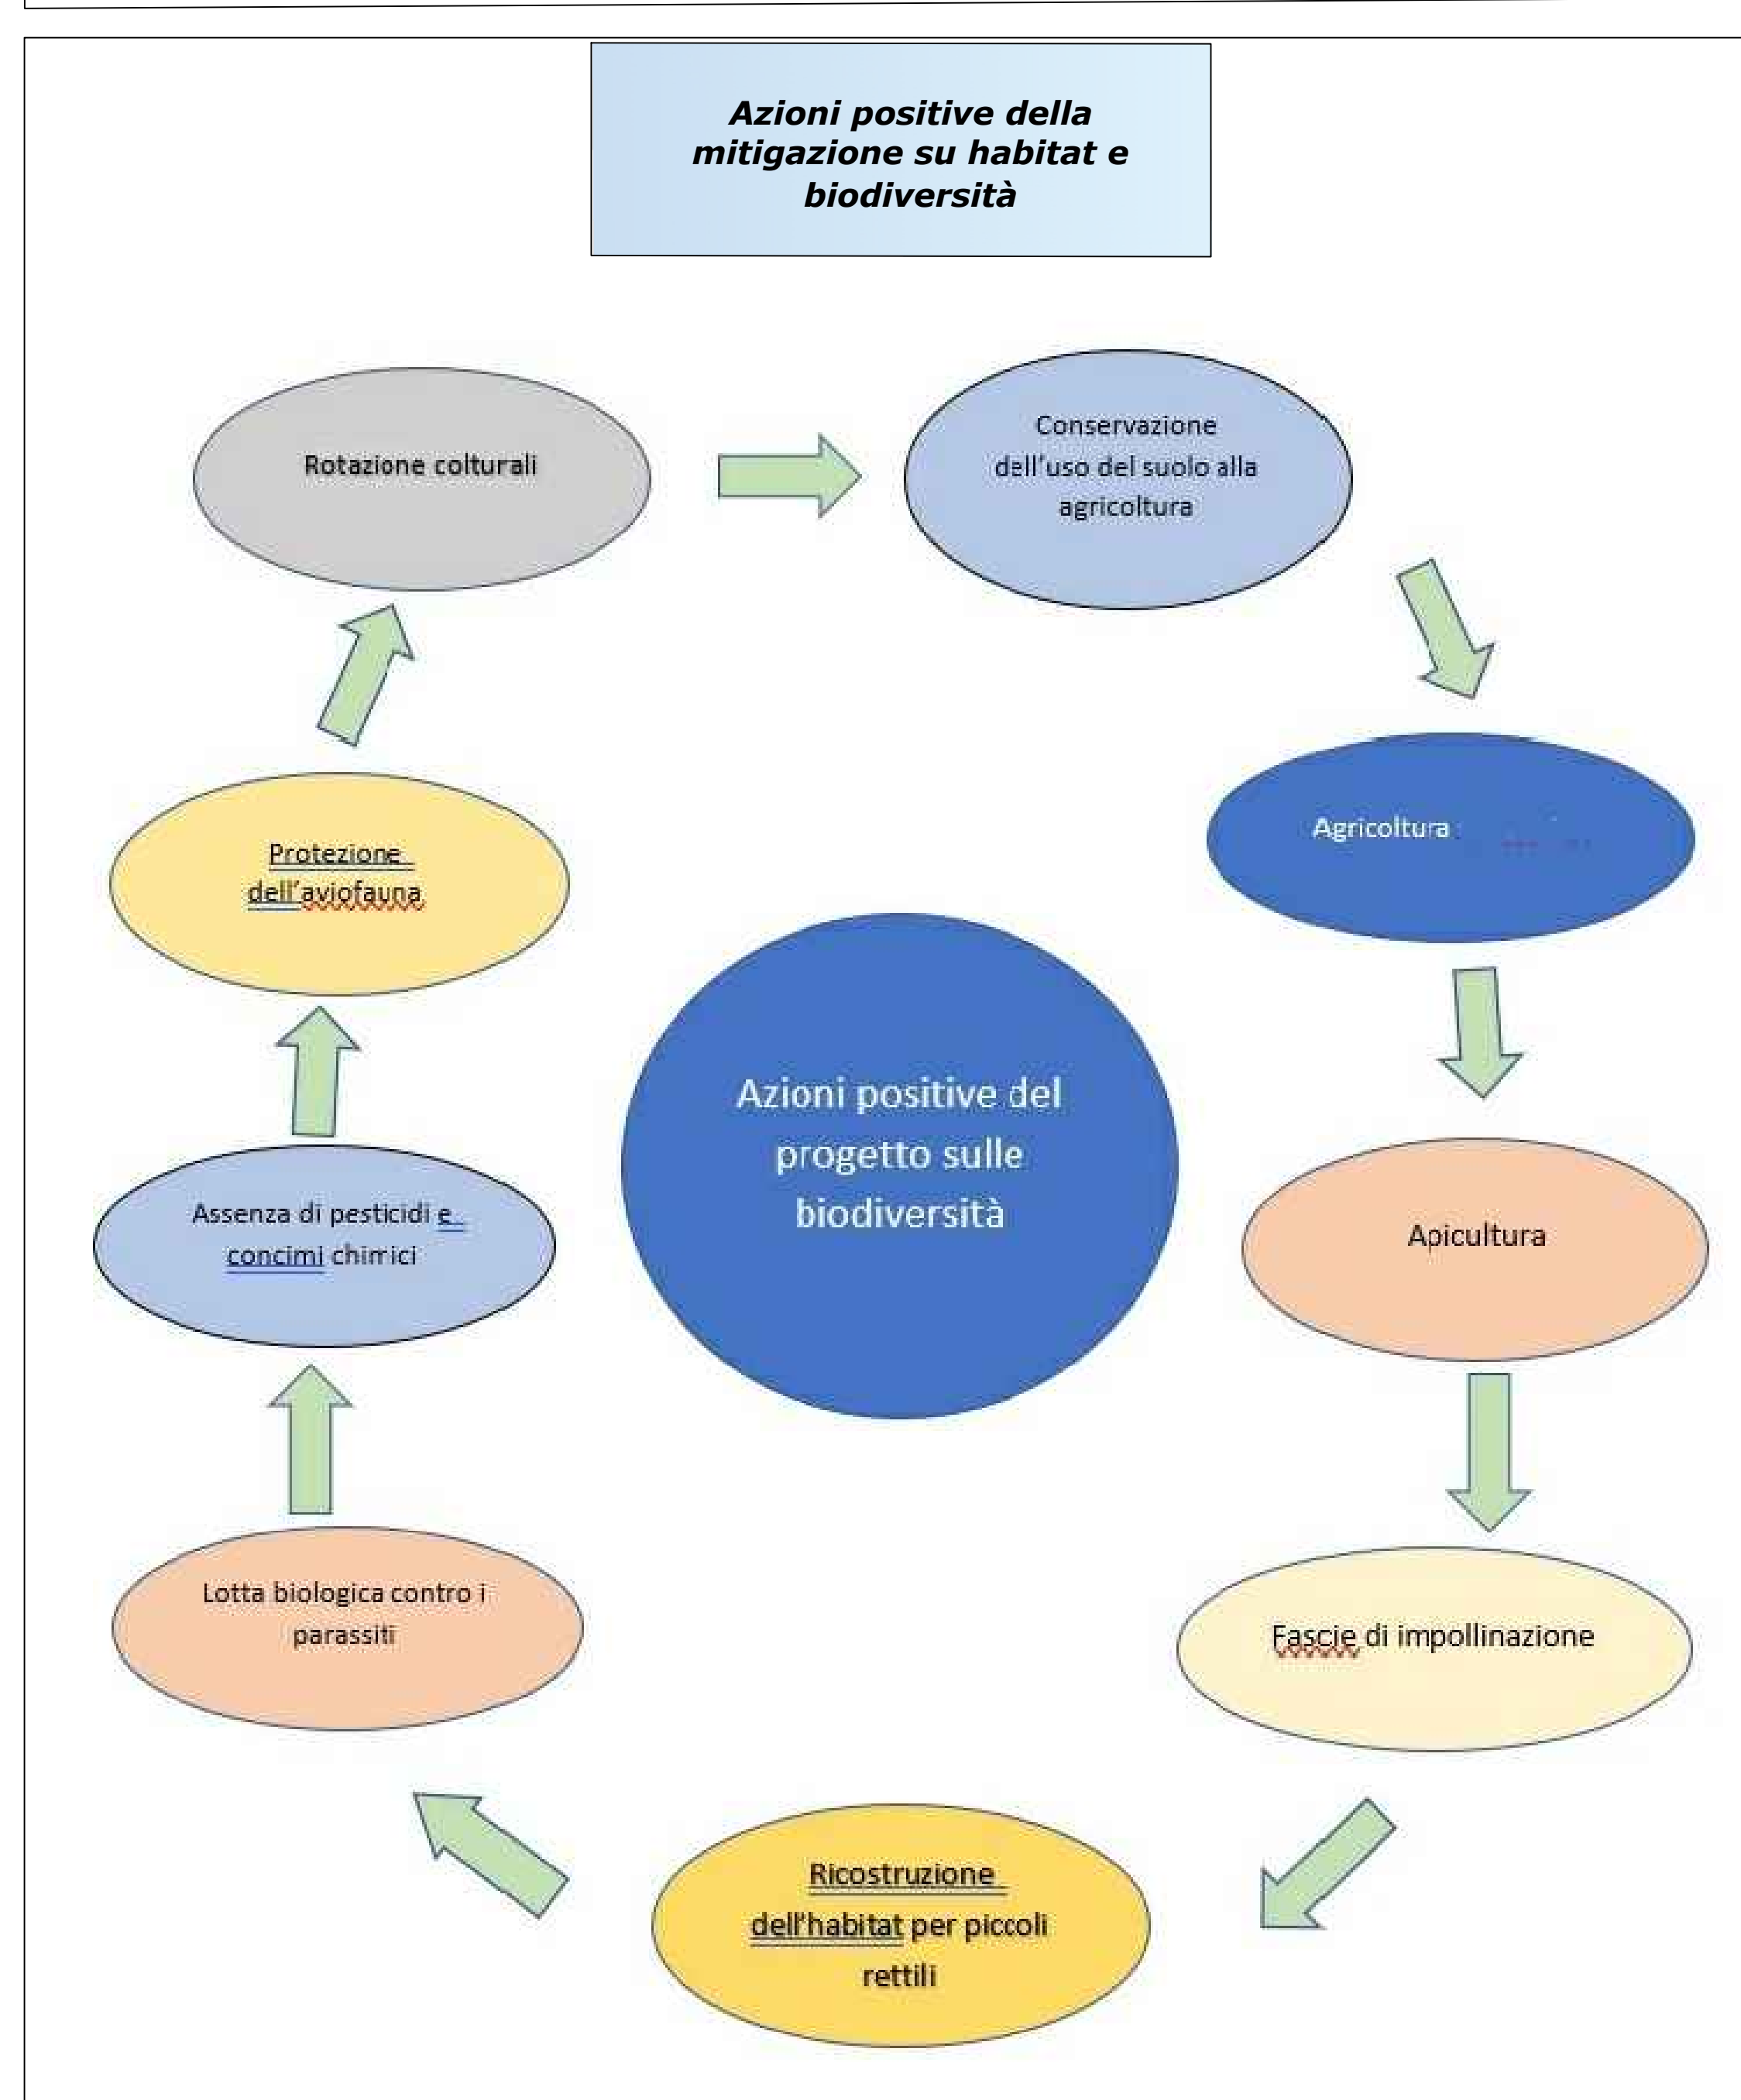 Azioni positive della
mitigazione su habitat e
biodiversità
Rotazione colturali
Conservazione
dell'uso del suolo alla
agricoltura
Agricoltura
Protezione
dell'aviofauna
Azioni positive del
progetto sulle
biodiversità
Assenza di pesticidi e
concimi chimici
Apicultura
Lotta biologica contro i
parassiti
Fascie di impollinazione
Ricostruzione
dell'habitat per piccoli
rettili